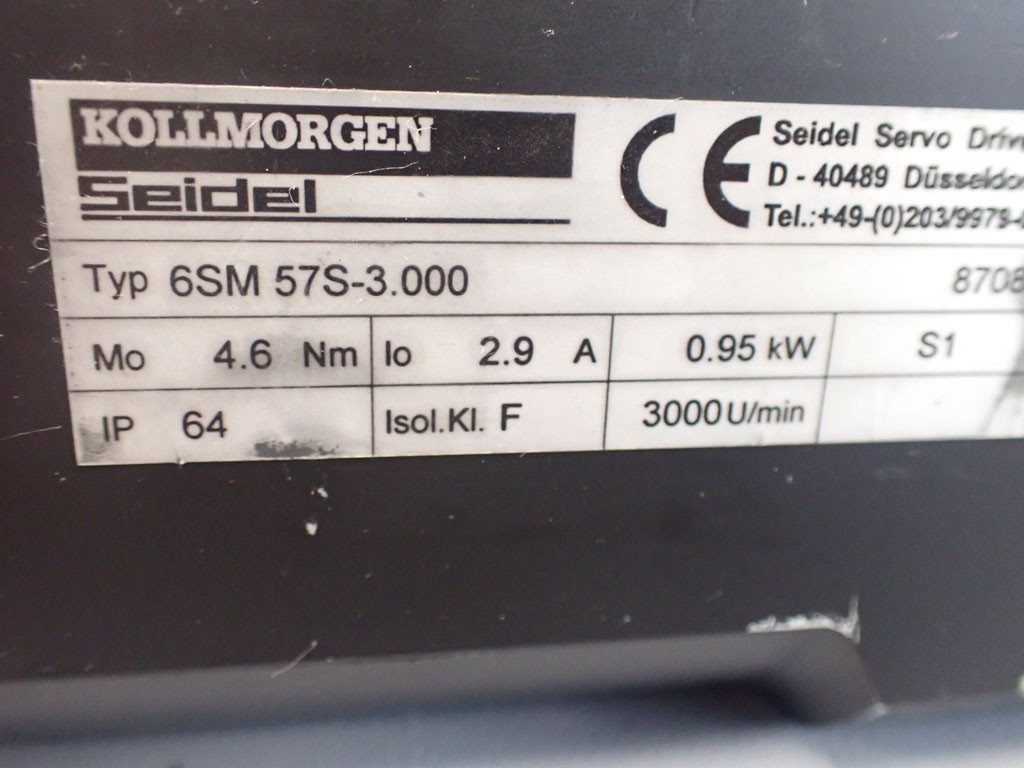 KOLLMORGEN
Seidel
CE
Seidel Servo
D - 40489
Tel.:+49-(0)203/9979-
Typ 6SM 57S-3.000 8708
Mo 4.6 Nm Io 2.9 A 0.95 kW S1
IP 64 Isol.Kl. F 3000 U/min